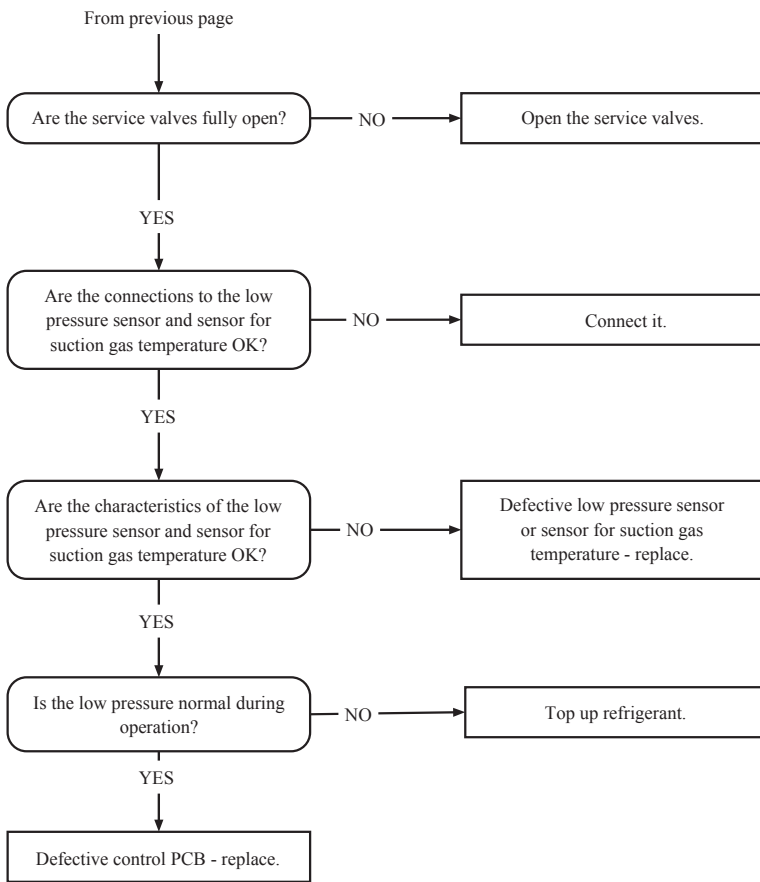 From previous page
Are the service valves fully open?
NO
Open the service valves.
YES
Are the connections to the low
pressure sensor and sensor for
suction gas temperature OK?
NO
Connect it.
YES
Are the characteristics of the low
pressure sensor and sensor for
suction gas temperature OK?
NO
Defective low pressure sensor
or sensor for suction gas
temperature - replace.
YES
Is the low pressure normal during
operation?
NO
Top up refrigerant.
YES
Defective control PCB - replace.